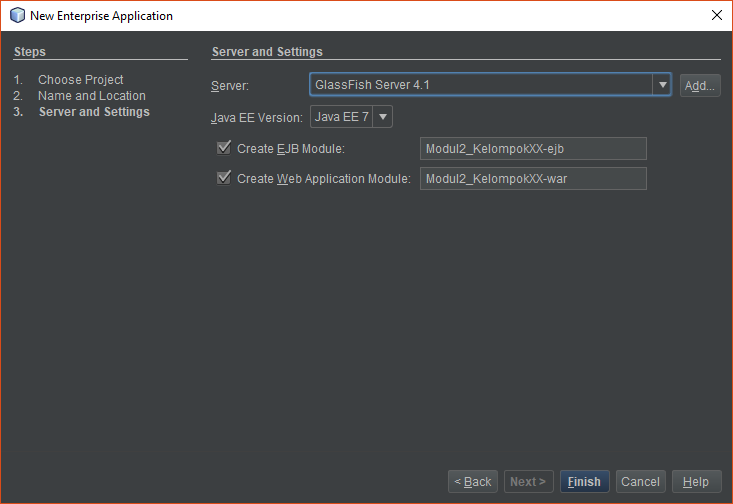 New Enterprise Application
Steps
1. Choose Project
2. Name and Location
3. Server and Settings
Server and Settings
Server: GlassFish Server 4.1 Add...
Java EE Version: Java EE 7
Create EJB Module: Modul2_KelompokXX-ejb
Create Web Application Module: Modul2_KelompokXX-war
< Back Next > Finish Cancel Help